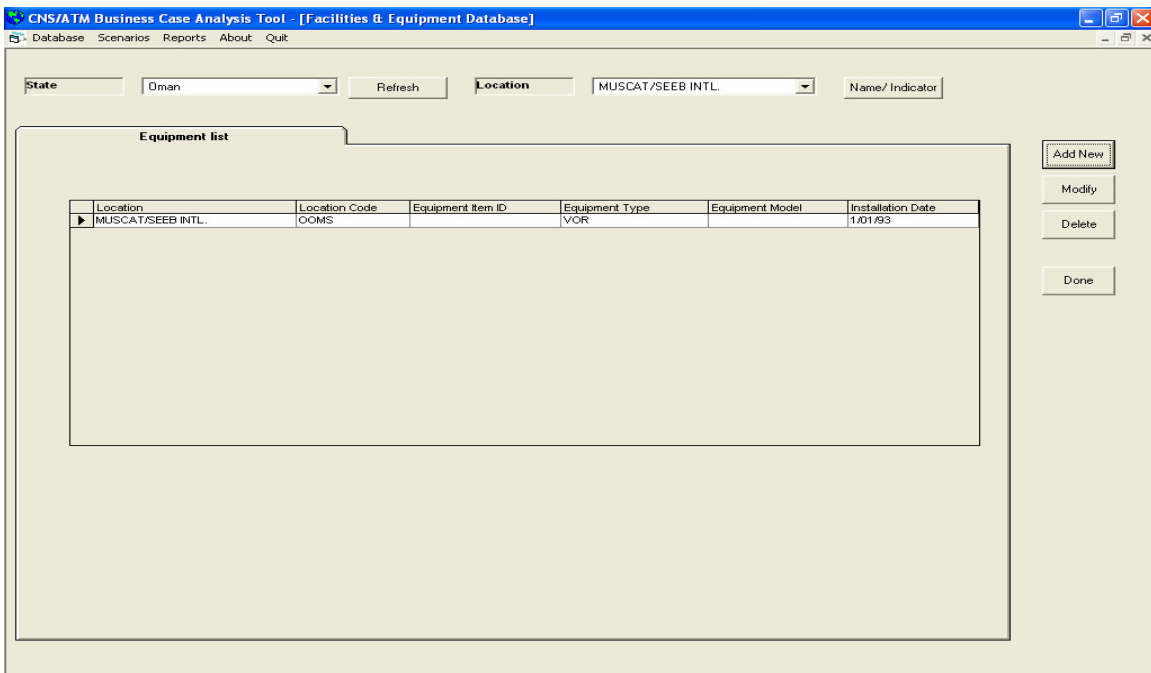 CNS/ATM Business Case Analysis Tool - [Facilities & Equipment Database]
Database Scenarios Reports About Quit
State Oman Refresh Location MUSCAT/SEEB INTL. Name/ Indicator
Equipment list
Add New
Modify
Location Location Code Equipment Item ID Equipment Type Equipment Model Installation Date
MUSCAT/SEEB INTL. OOMS VOR 1/01/93
Delete
Done